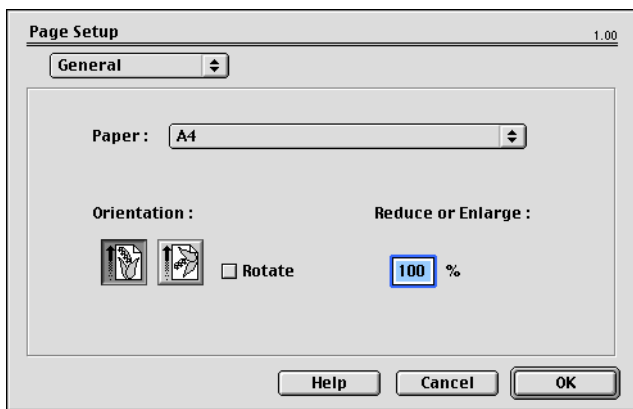 Page Setup 1.00
General
Paper : A4
Orientation : Reduce or Enlarge :
Rotate 100 %
Help Cancel OK